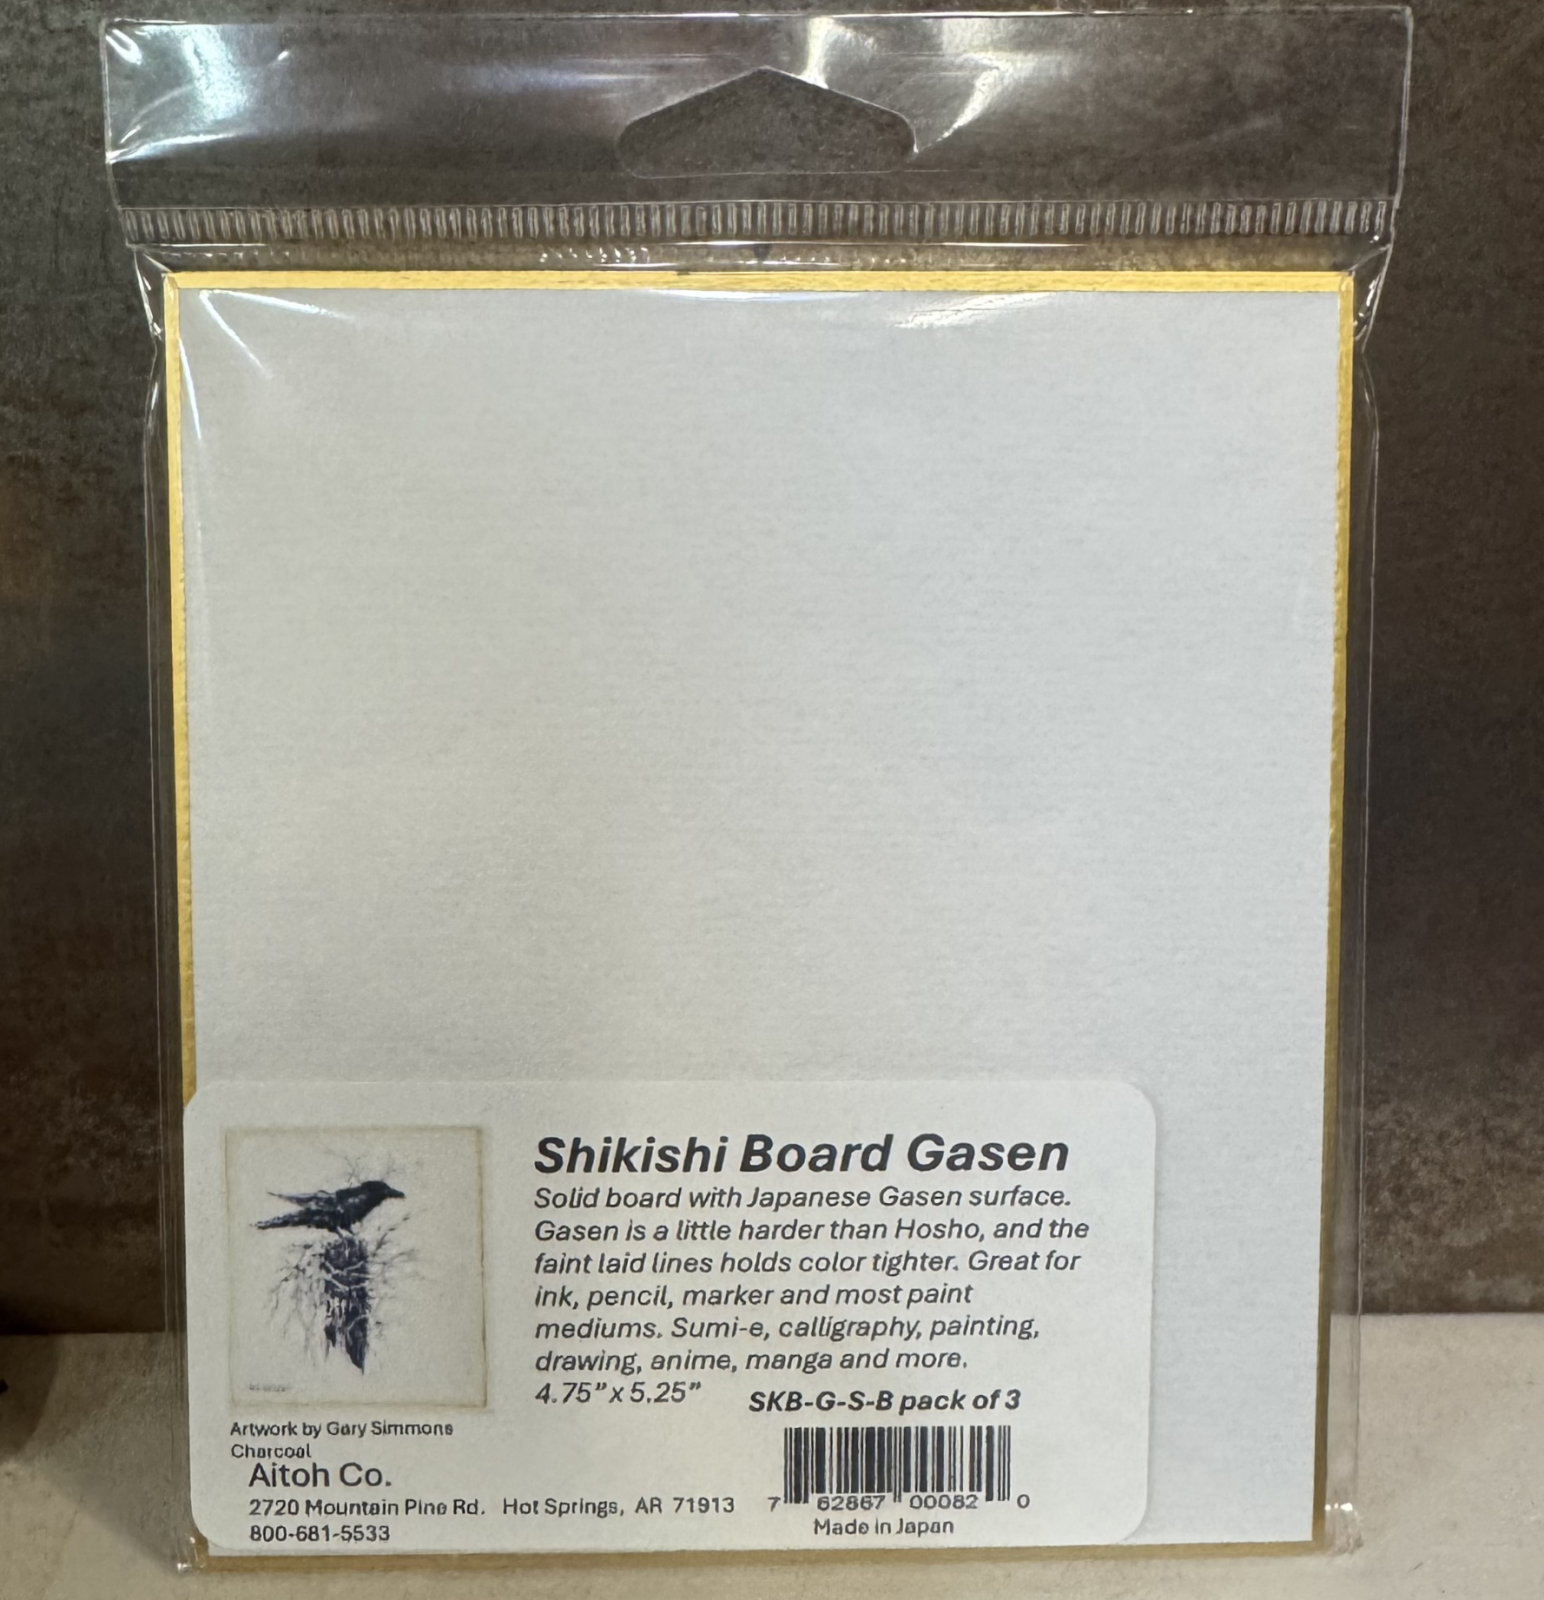 Shikishi Board Gasen
Solid board with Japanese Gasen surface.
Gasen is a little harder than Hosho, and the
faint laid lines holds color tighter. Great for
ink, pencil, marker and most paint
mediums. Sumi-e, calligraphy, painting,
drawing, anime, manga and more.
4.75"x 5.25"
SKB-G-S-B pack of 3
Artwork by Gary Simmons
Charcoal
Aitoh Co.
2720 Mountain Pine Rd. Hot Springs, AR 71913
800-681-5533
7 62867 00082 0
Made in Japan